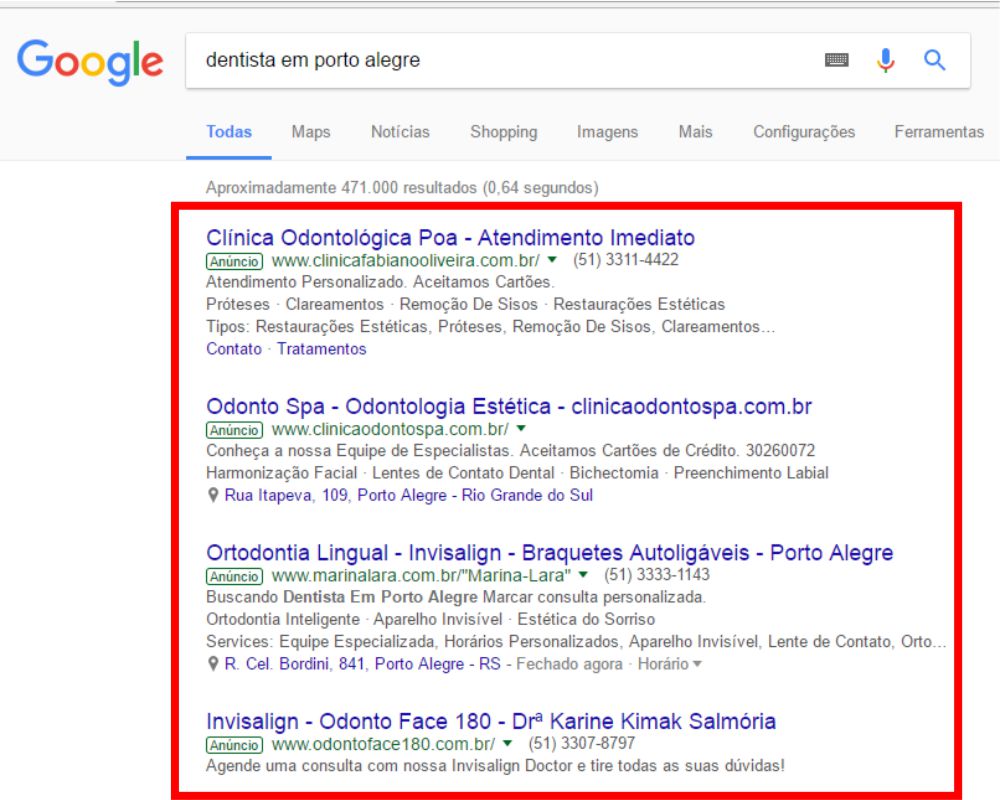 Google
dentista em porto alegre
Todas Maps Notícias Shopping Imagens Mais Configurações Ferramentas
Aproximadamente 471.000 resultados (0,64 segundos)
Clínica Odontológica Poa - Atendimento Imediato
Anúncio www.clinicafabianooliveira.com.br/ (51) 3311-4422
Atendimento Personalizado. Aceitamos Cartões.
Próteses · Clareamentos · Remoção De Sisos · Restaurações Estéticas
Tipos: Restaurações Estéticas, Próteses, Remoção De Sisos, Clareamentos...
Contato · Tratamentos
Odonto Spa - Odontologia Estética - clinicaodontospa.com.br
Anúncio www.clinicaodontospa.com.br/
Conheça a nossa Equipe de Especialistas. Aceitamos Cartões de Crédito. 30260072
Harmonização Facial · Lentes de Contato Dental · Bichectomia · Preenchimento Labial
Rua Itapeva, 109, Porto Alegre - Rio Grande do Sul
Ortodontia Lingual - Invisalign - Braquetes Autoligáveis - Porto Alegre
Anúncio www.marinalara.com.br/"Marina-Lara" (51) 3333-1143
Buscando Dentista Em Porto Alegre Marcar consulta personalizada.
Ortodontia Inteligente · Aparelho Invisível · Estética do Sorriso
Services: Equipe Especializada, Horários Personalizados, Aparelho Invisível, Lente de Contato, Orto...
R. Cel. Bordini, 841, Porto Alegre - RS - Fechado agora · Horário
Invisalign - Odonto Face 180 - Drª Karine Kimak Salmória
Anúncio www.odontoface180.com.br/ (51) 3307-8797
Agende uma consulta com nossa Invisalign Doctor e tire todas as suas dúvidas!